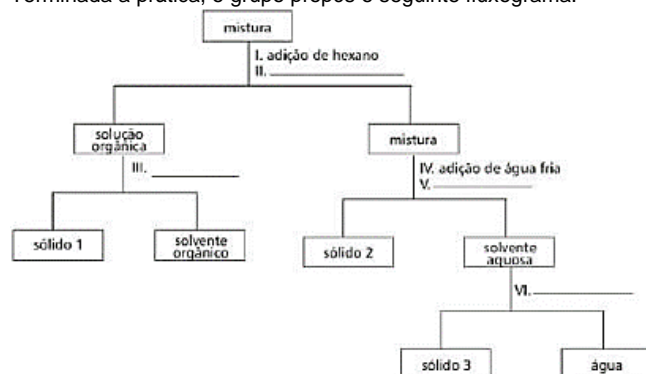 Terminada a prática, o grupo propôs o seguinte fluxograma:
mistura
I. adição de hexano
II.
solução
orgânica
mistura
III.
IV. adição de água fria
V.
sólido 1
solvente
orgânico
sólido 2
solvente
aquosa
VI.
sólido 3
água